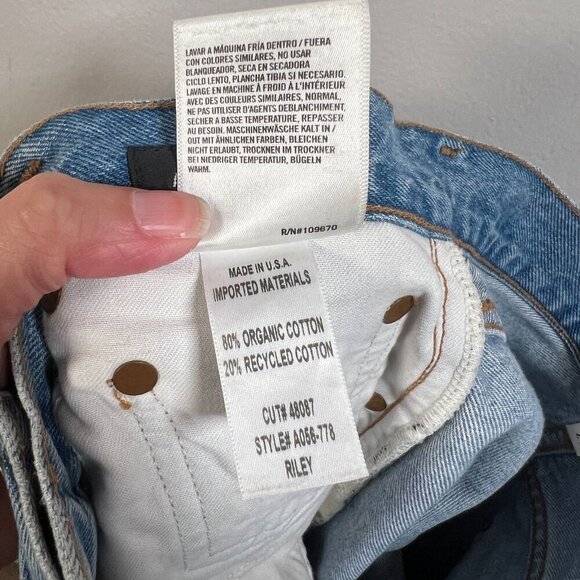 LAVAR A MÁQUINA FRÍA DENTRO / FUERA
CON COLORES SIMILARES, NO USAR
BLANQUEADOR, SECA EN SECADORA
CICLO LENTO, PLANCHA TIBIA SI NECESARIO.
LAVAGE EN MACHINE À FROID À L'INTÉRIEUR
AVEC DES COULEURS SIMILAIRES, NORMAL,
NE PAS UTILISER D'AGENTS DEBLANCHIMENT,
SECHER A BASSE TEMPERATURE, REPASSER
AU BESOIN. MASCHINENWÄSCHE KALT IN /
OUT MIT ÄHNLICHEN FARBEN, BLEICHEN
NICHT ERLAUBT, TROCKNEN IM TROCKNER
BEI NIEDRIGER TEMPERATUR, BÜGELN
WARM.
R/N#109670
MADE IN U.S.A.
IMPORTED MATERIALS
80% ORGANIC COTTON
20% RECYCLED COTTON
CUT# 48087
STYLE# A056-778
RILEY